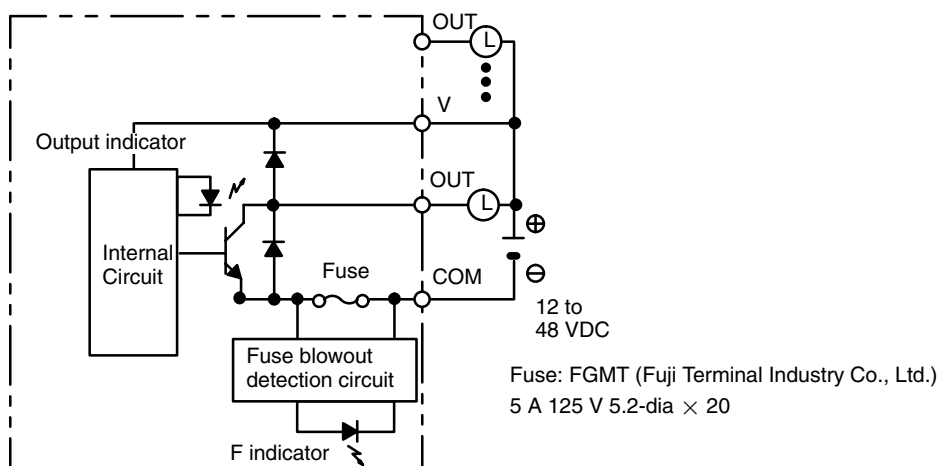 OUT
L
V
Output indicator
OUT
L
⊕
Internal
Circuit
Fuse
COM
⊖
12 to
48 VDC
Fuse blowout
detection circuit
Fuse: FGMT (Fuji Terminal Industry Co., Ltd.)
5 A 125 V 5.2-dia × 20
F indicator